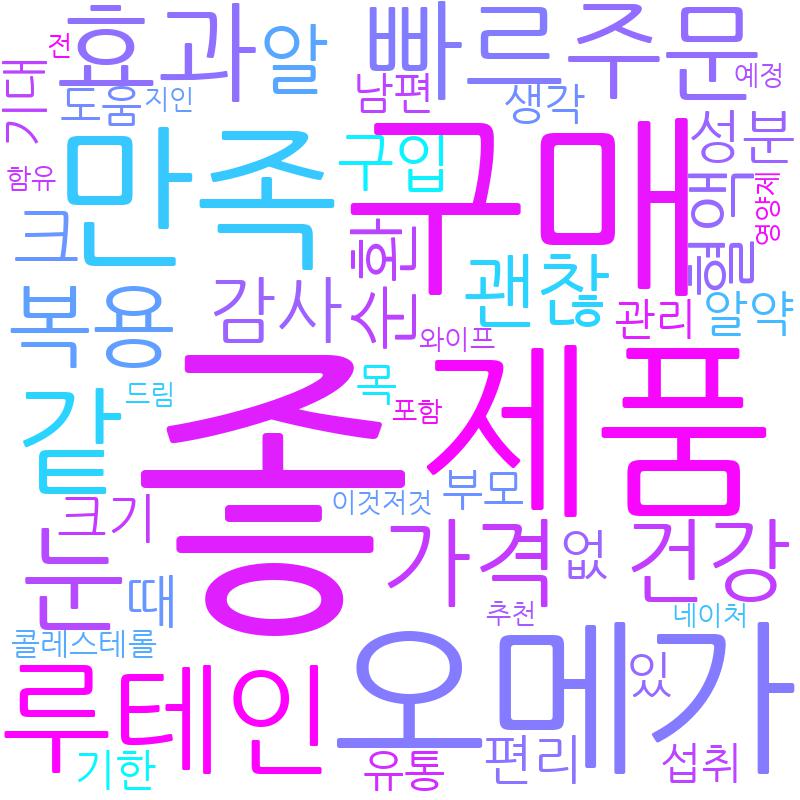 전
효과
알
빠르
주문
기대
도움
지인
남편
생각
예정
만족
구입
구매
성분
함유
크
혈액
영양제
순환
괜찮
복용
감사
와이프
관리
알약
같
드림
좋
목
포함
제품
크기
이것저것
부모
눈
때
가격
없
건강
추천
네이처
콜레스테롤
루테인
오메가
있
기한
유통
편리
섭취